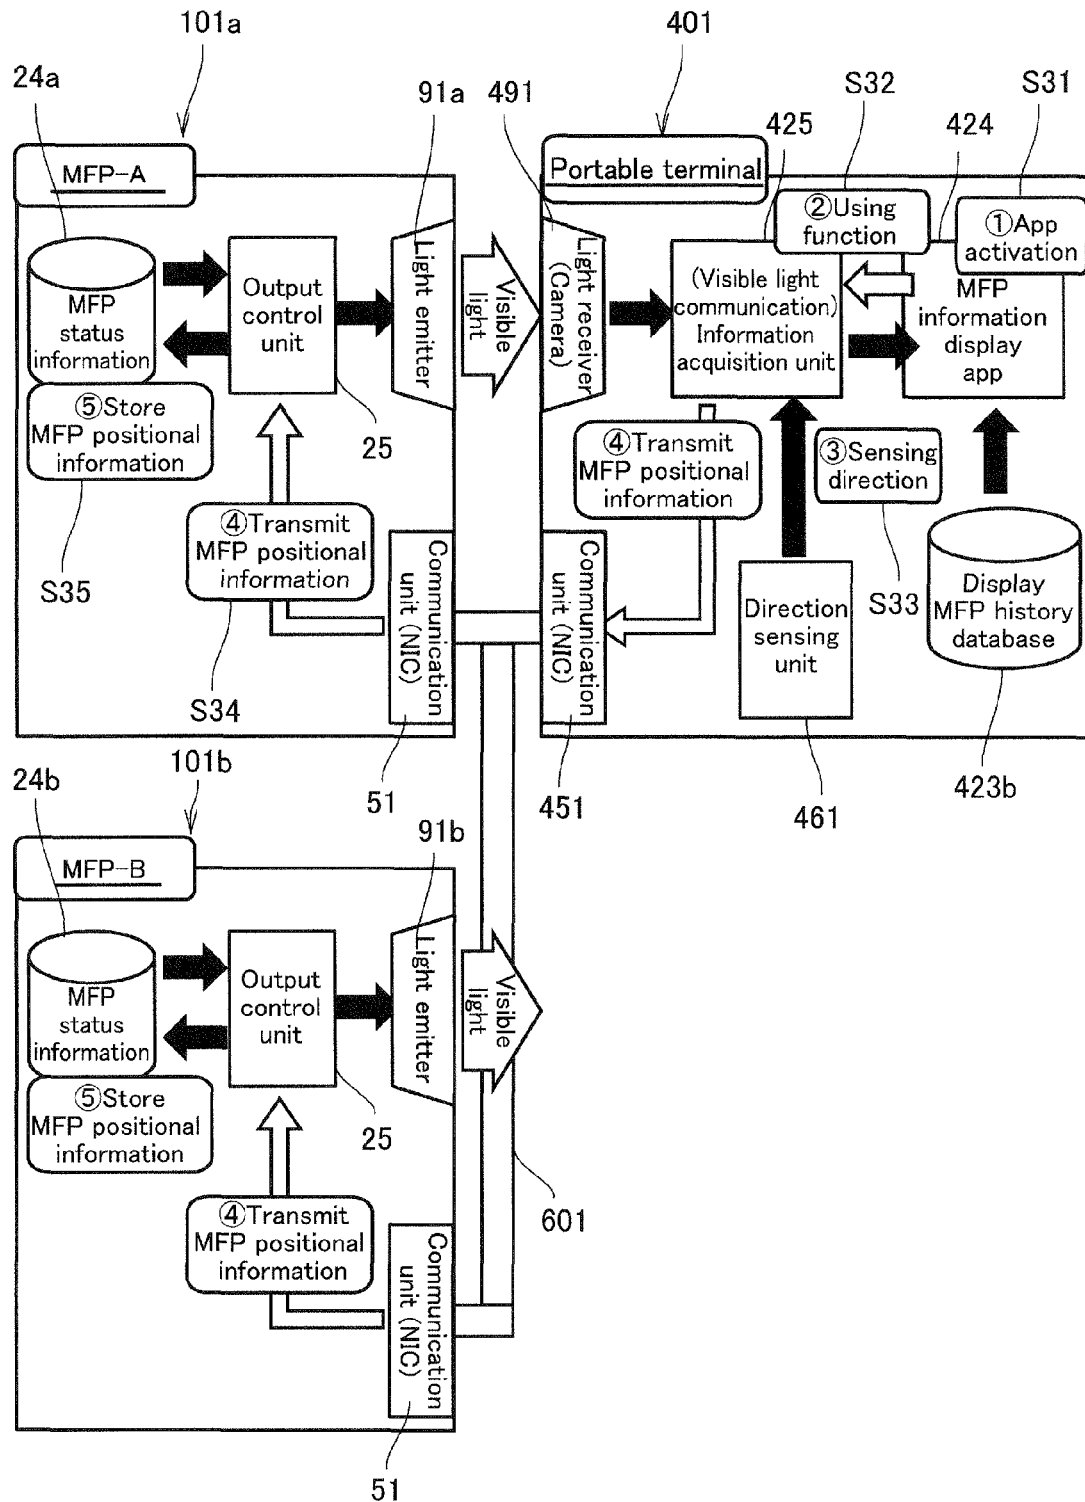 101a
401
24a
91a
491
S32
S31
425
424
MFP-A
Portable terminal
②Using
function
①App
activation
MFP
status
information
Output
control
unit
Light emitter
Visible
light
Light receiver
(Camera)
(Visible light
communication)
Information
acquisition unit
MFP
information
display
app
⑤Store
MFP positional
information
25
④Transmit
MFP positional
information
③Sensing
direction
④Transmit
MFP positional
information
S35
S34
Communication
unit (NIC)
Communication
unit (NIC)
Direction
sensing
unit
S33
Display
MFP history
database
51
451
461
423b
24b
101b
91b
MFP-B
MFP
status
information
Output
control
unit
Light emitter
Visible
light
⑤Store
MFP positional
information
25
④Transmit
MFP positional
information
601
Communication
unit (NIC)
51